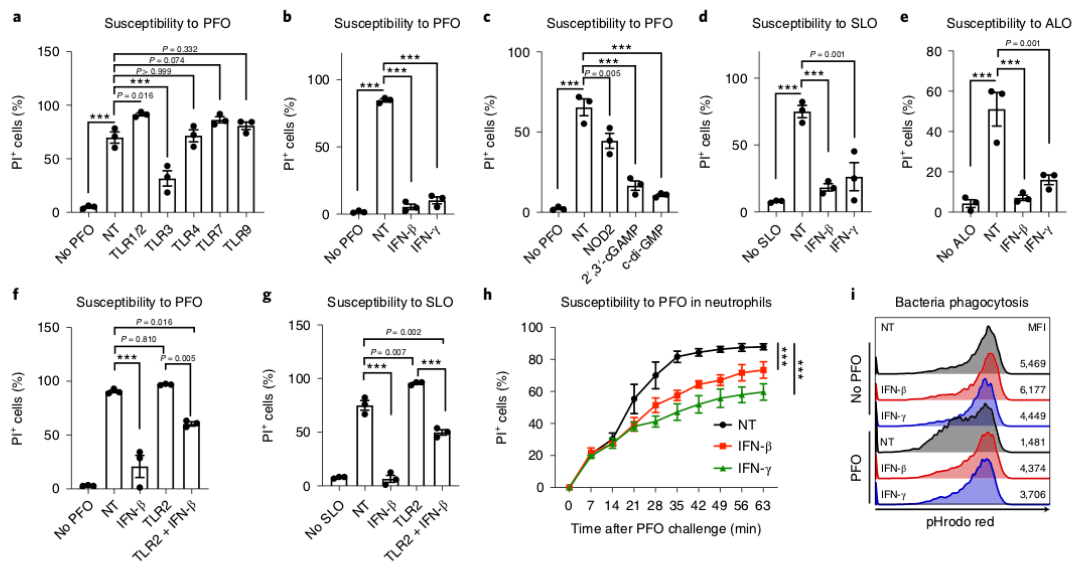 a
Susceptibility to PFO
P = 0.332
P = 0.074
P > 0.999
***
P = 0.016
***
PI+ cells (%)
150
100
50
0
No PFO
NT
TLR1/2
TLR3
TLR4
TLR7
TLR9
b
Susceptibility to PFO
***
***
***
PI+ cells (%)
100
50
0
No PFO
NT
IFN-β
IFN-γ
c
Susceptibility to PFO
***
***
P = 0.005
***
PI+ cells (%)
100
50
0
No PFO
NT
NOD2
2′,3′-cGAMP
c-di-GMP
d
Susceptibility to SLO
P = 0.001
***
***
PI+ cells (%)
100
50
0
No SLO
NT
IFN-β
IFN-γ
e
Susceptibility to ALO
P = 0.001
***
***
PI+ cells (%)
80
60
40
20
0
No ALO
NT
IFN-β
IFN-γ
f
Susceptibility to PFO
P = 0.016
P = 0.810
***
P = 0.005
PI+ cells (%)
150
100
50
0
No PFO
NT
IFN-β
TLR2
TLR2 + IFN-β
g
Susceptibility to SLO
P = 0.002
P = 0.007
***
***
PI+ cells (%)
150
100
50
0
No SLO
NT
IFN-β
TLR2
TLR2 + IFN-β
h
Susceptibility to PFO in neutrophils
PI+ cells (%)
100
80
60
40
20
0
***
***
NT
IFN-β
IFN-γ
0 7 14 21 28 35 42 49 56 63
Time after PFO challenge (min)
i
Bacteria phagocytosis
NT MFI
5,469
No PFO
IFN-β 6,177
IFN-γ 4,449
NT 1,481
PFO
IFN-β 4,374
IFN-γ 3,706
pHrodo red